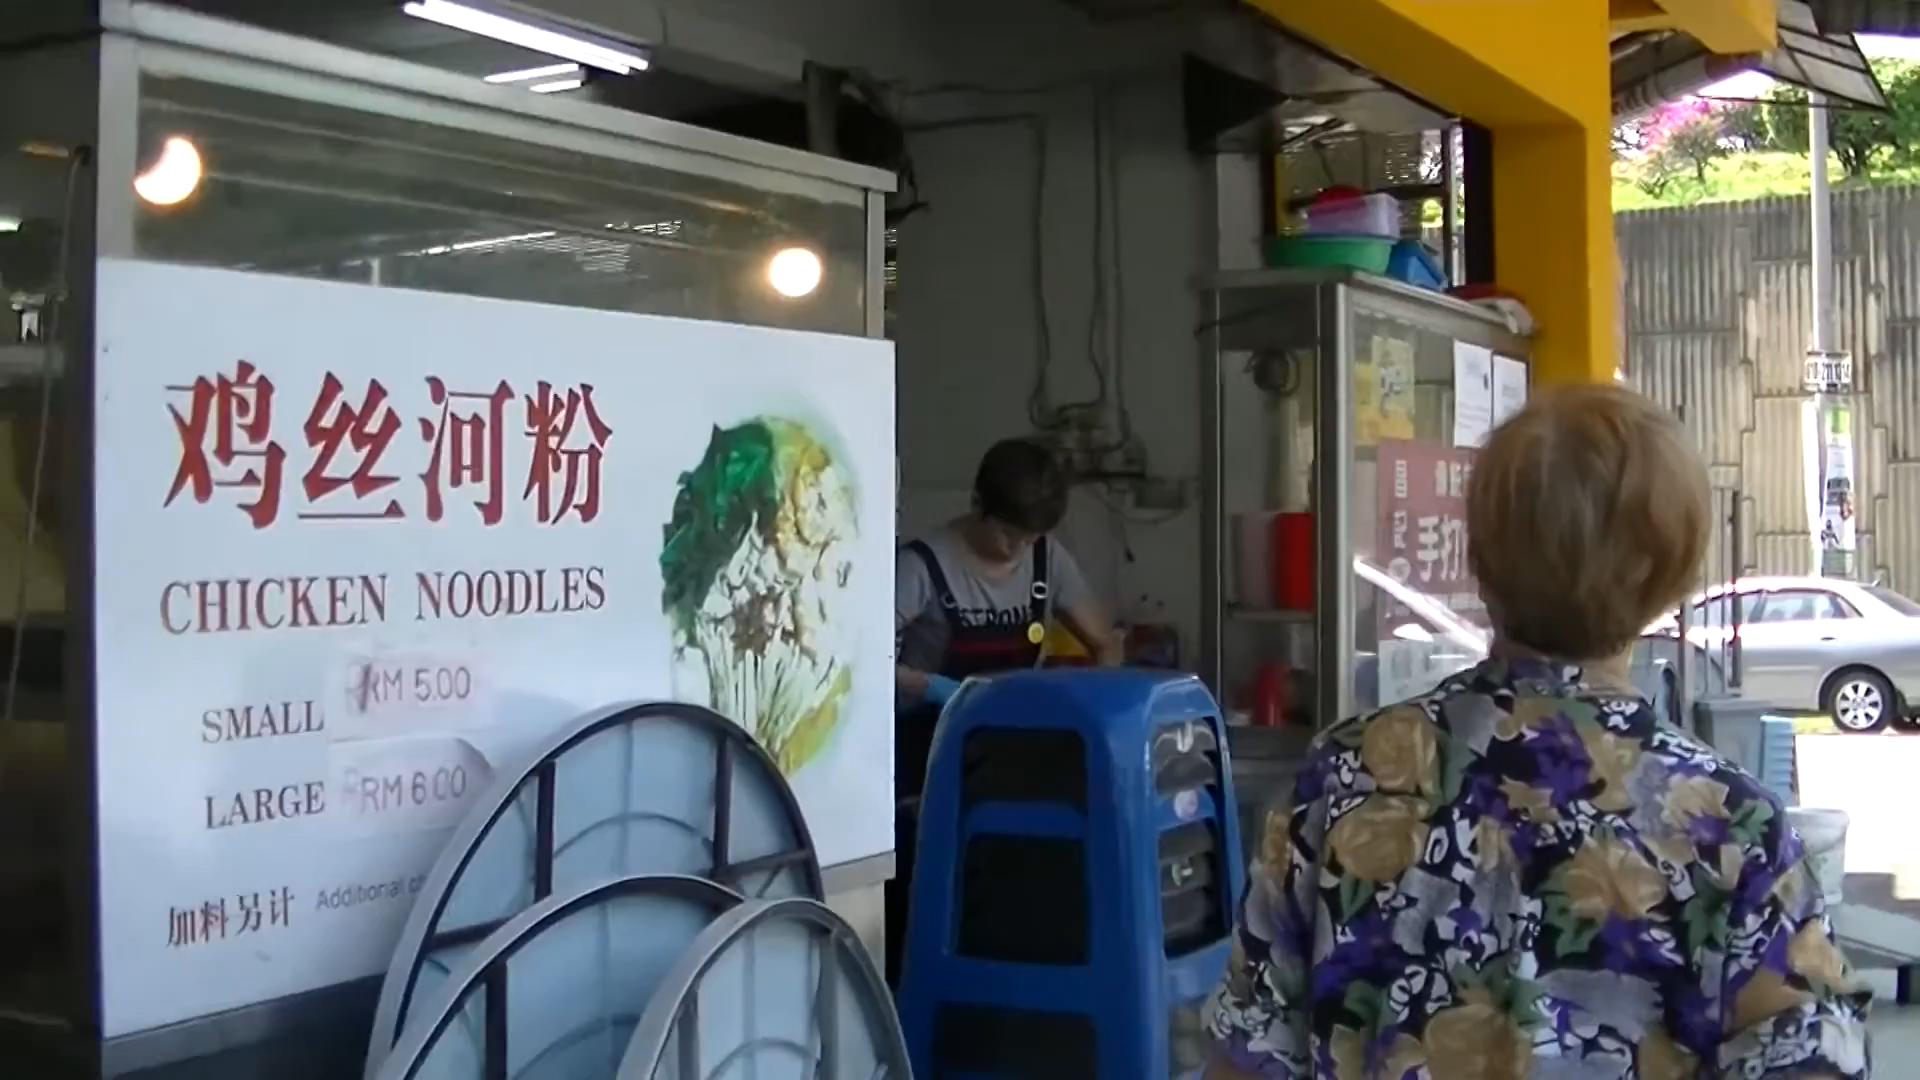 鸡丝河粉
CHICKEN NOODLES
SMALL RM 5.00
LARGE RM 6.00
加料另计 Additional
手打